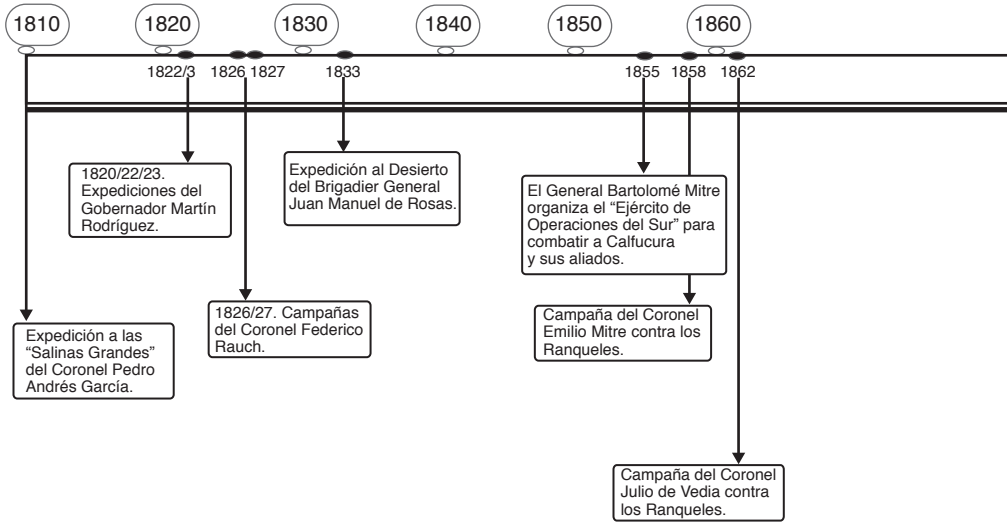 1810 1820 1830 1840 1850 1860
1822/3 1826 1827 1833 1855 1858 1862
1820/22/23.
Expediciones del
Gobernador Martín
Rodríguez.
Expedición al Desierto
del Brigadier General
Juan Manuel de Rosas.
El General Bartolomé Mitre
organiza el “Ejército de
Operaciones del Sur” para
combatir a Calfucura
y sus aliados.
1826/27. Campañas
del Coronel Federico
Rauch.
Campaña del Coronel
Emilio Mitre contra los
Ranqueles.
Expedición a las
“Salinas Grandes”
del Coronel Pedro
Andrés García.
Campaña del Coronel
Julio de Vedia contra
los Ranqueles.